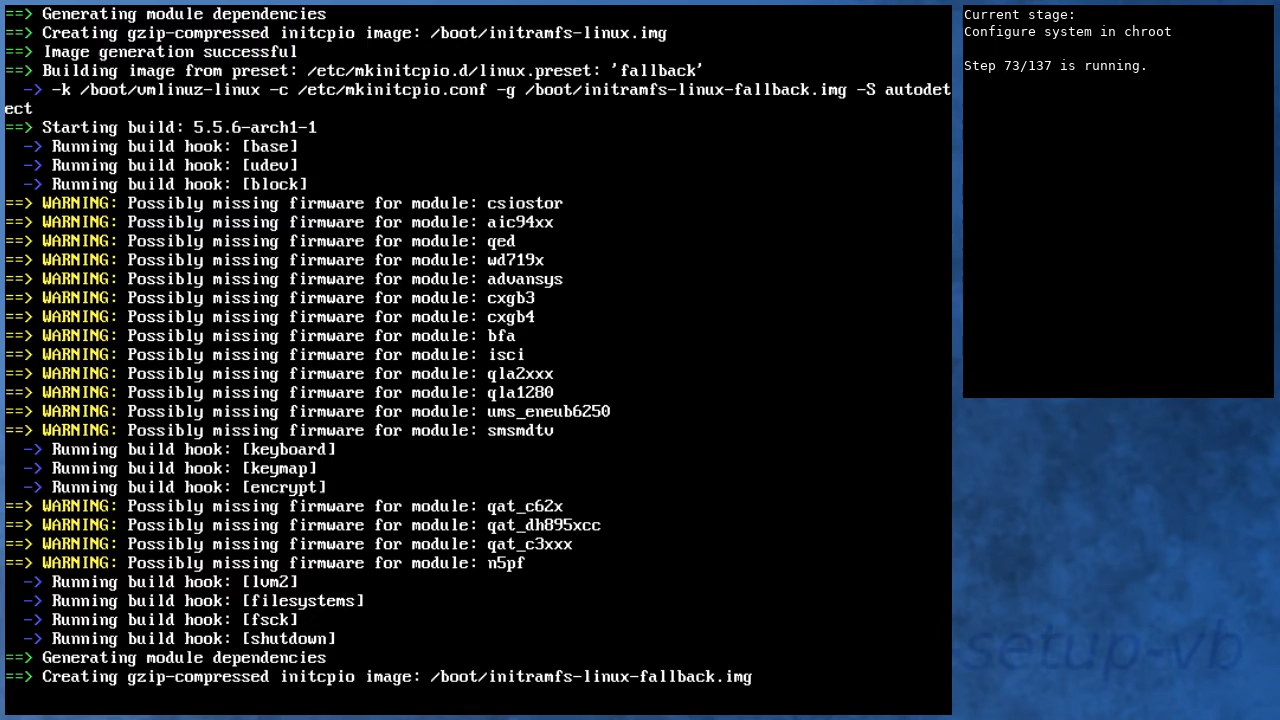 ==> Generating module dependencies
==> Creating gzip-compressed initcpio image: /boot/initramfs-linux.img
==> Image generation successful
==> Building image from preset: /etc/mkinitcpio.d/linux.preset: 'fallback'
  -> -k /boot/vmlinuz-linux -c /etc/mkinitcpio.conf -g /boot/initramfs-linux-fallback.img -S autodet
ect
==> Starting build: 5.5.6-arch1-1
  -> Running build hook: [base]
  -> Running build hook: [udev]
  -> Running build hook: [block]
==> WARNING: Possibly missing firmware for module: csiostor
==> WARNING: Possibly missing firmware for module: aic94xx
==> WARNING: Possibly missing firmware for module: qed
==> WARNING: Possibly missing firmware for module: wd719x
==> WARNING: Possibly missing firmware for module: advansys
==> WARNING: Possibly missing firmware for module: cxgb3
==> WARNING: Possibly missing firmware for module: cxgb4
==> WARNING: Possibly missing firmware for module: bfa
==> WARNING: Possibly missing firmware for module: isci
==> WARNING: Possibly missing firmware for module: qla2xxx
==> WARNING: Possibly missing firmware for module: qla1280
==> WARNING: Possibly missing firmware for module: ums_eneub6250
==> WARNING: Possibly missing firmware for module: smsmdtv
  -> Running build hook: [keyboard]
  -> Running build hook: [keymap]
  -> Running build hook: [encrypt]
==> WARNING: Possibly missing firmware for module: qat_c62x
==> WARNING: Possibly missing firmware for module: qat_dh895xcc
==> WARNING: Possibly missing firmware for module: qat_c3xxx
==> WARNING: Possibly missing firmware for module: n5pf
  -> Running build hook: [lvm2]
  -> Running build hook: [filesystems]
  -> Running build hook: [fsck]
  -> Running build hook: [shutdown]
==> Generating module dependencies
==> Creating gzip-compressed initcpio image: /boot/initramfs-linux-fallback.img
Current stage:
Configure system in chroot
Step 73/137 is running.
setup-vb